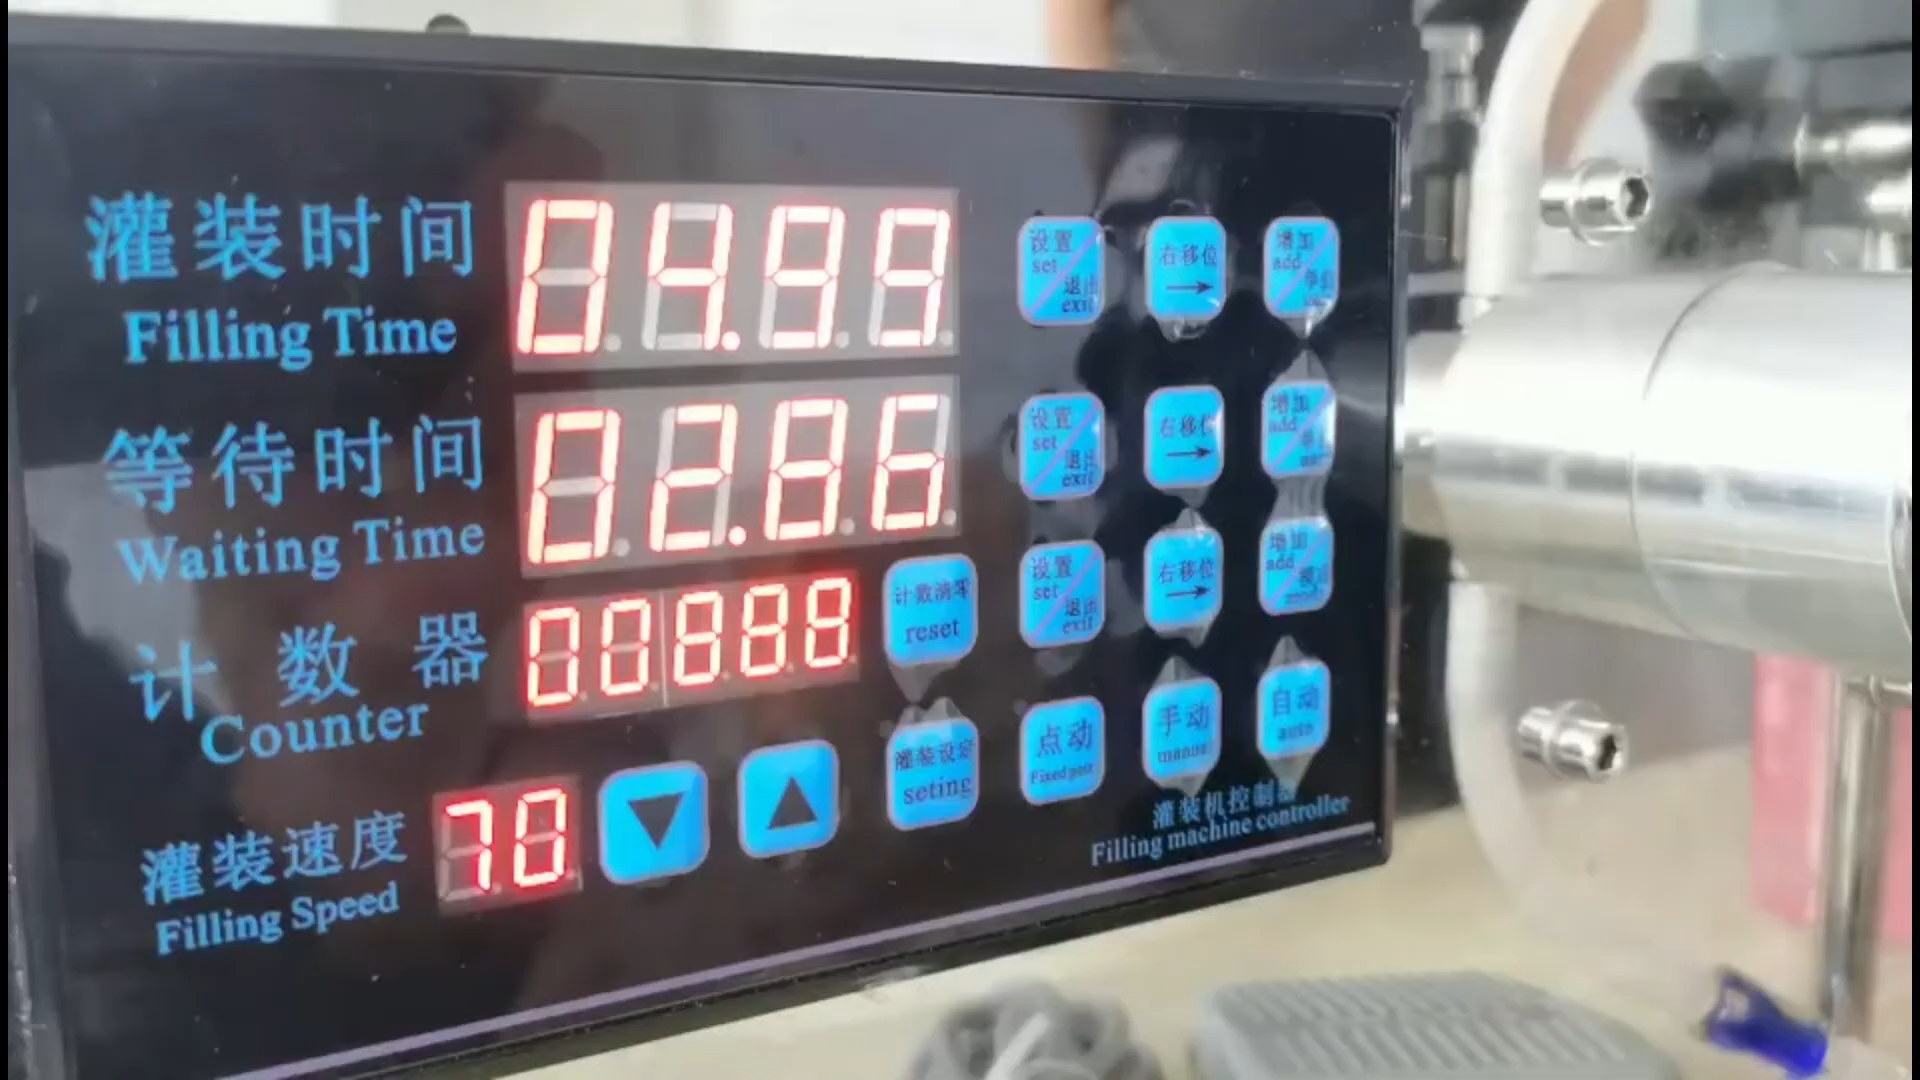 灌装时间
Filling Time
04.99
设置
set
退出
exit
右移位
→
增加
add
等待时间
Waiting Time
02.86
设置
set
退出
exit
右移位
→
增加
add
计数器
Counter
00888
计数清零
reset
设置
set
退出
exit
右移位
→
增加
add
灌装速度
Filling Speed
70
灌装设定
seting
点动
手动
manual
自动
auto
灌装机控制器
Filling machine controller